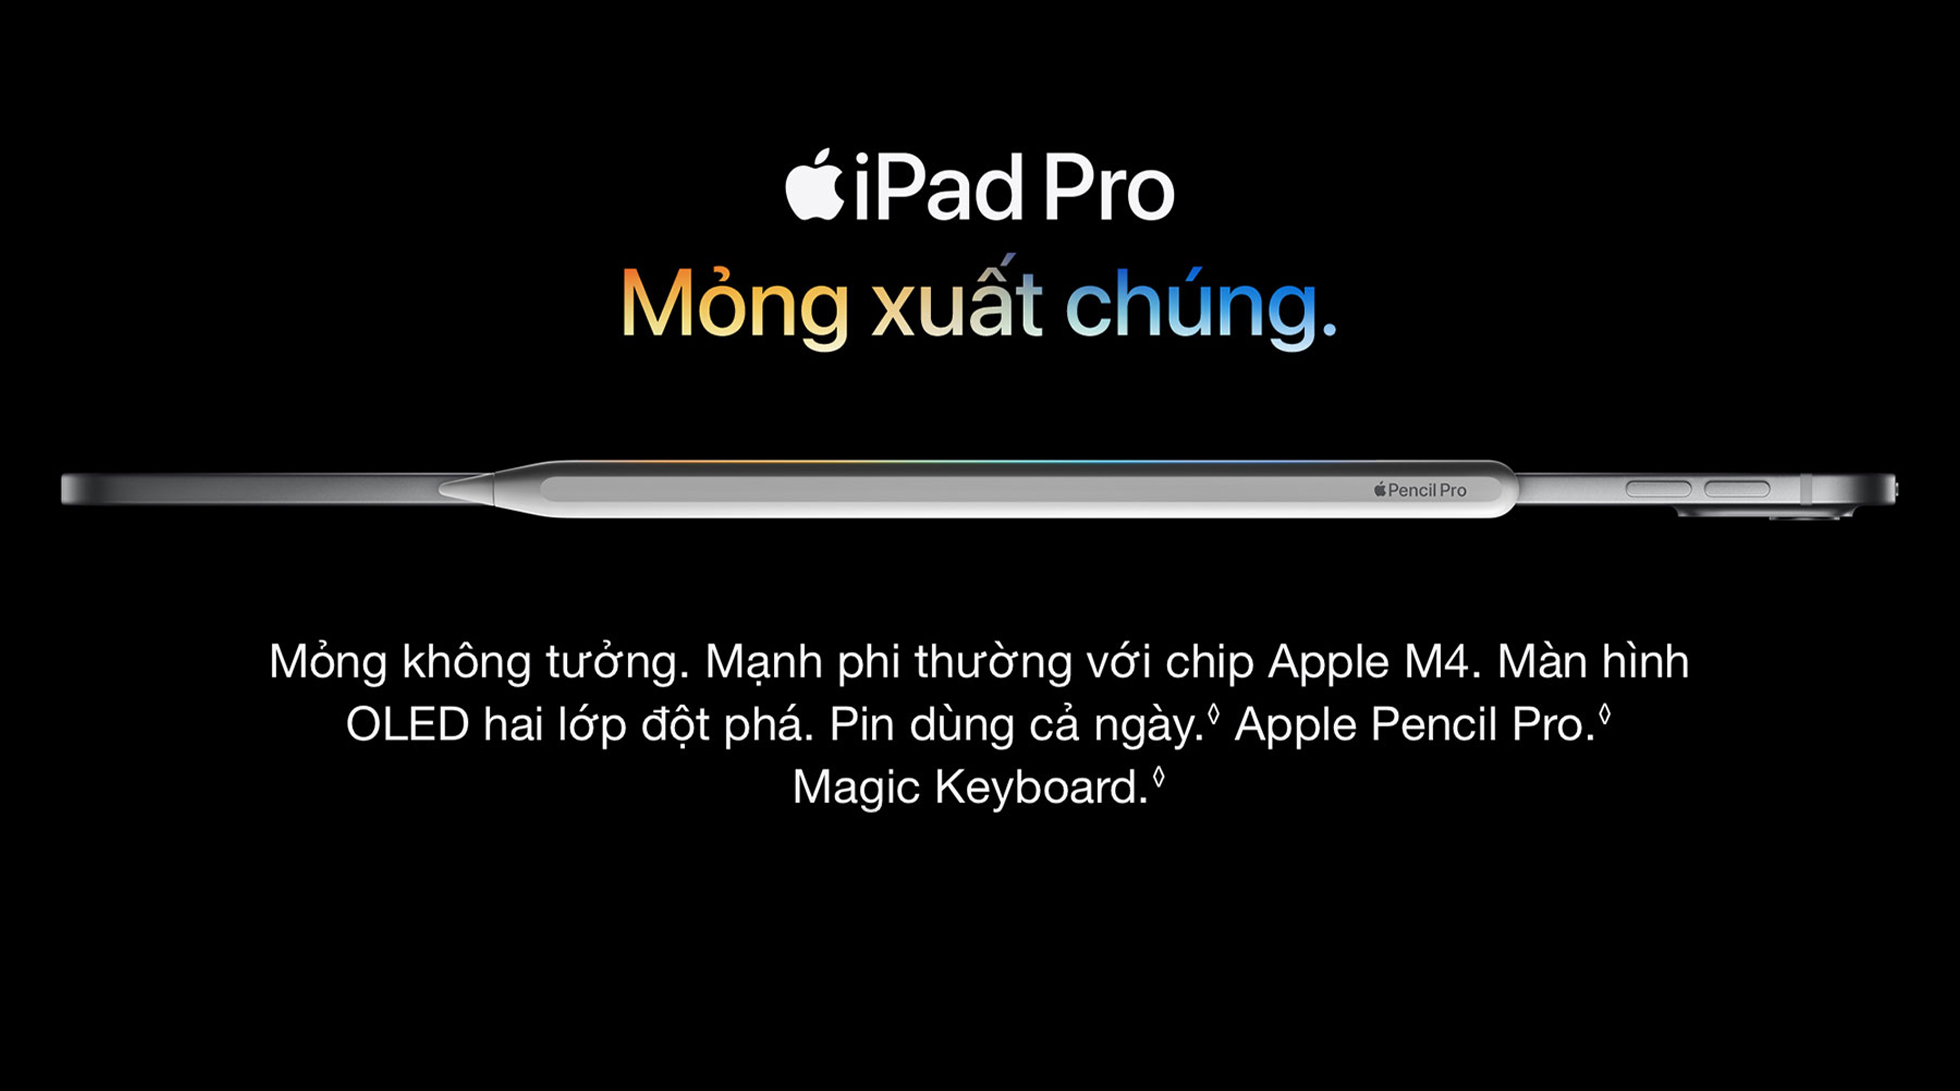 iPad Pro
Mỏng xuất chúng.
Pencil Pro
Mỏng không tưởng. Mạnh phi thường với chip Apple M4. Màn hình
OLED hai lớp đột phá. Pin dùng cả ngày.◊ Apple Pencil Pro.◊
Magic Keyboard.◊